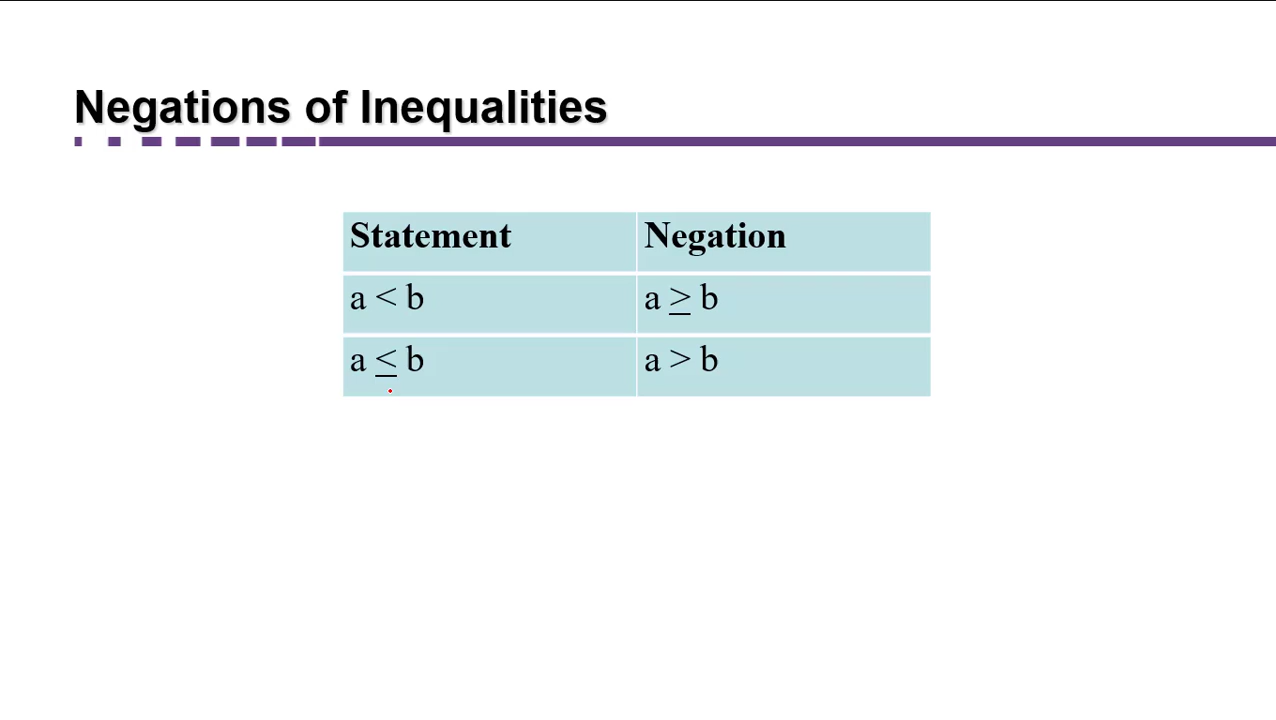 Negations of Inequalities
Statement Negation
a < b a ≥ b
a ≤ b a > b